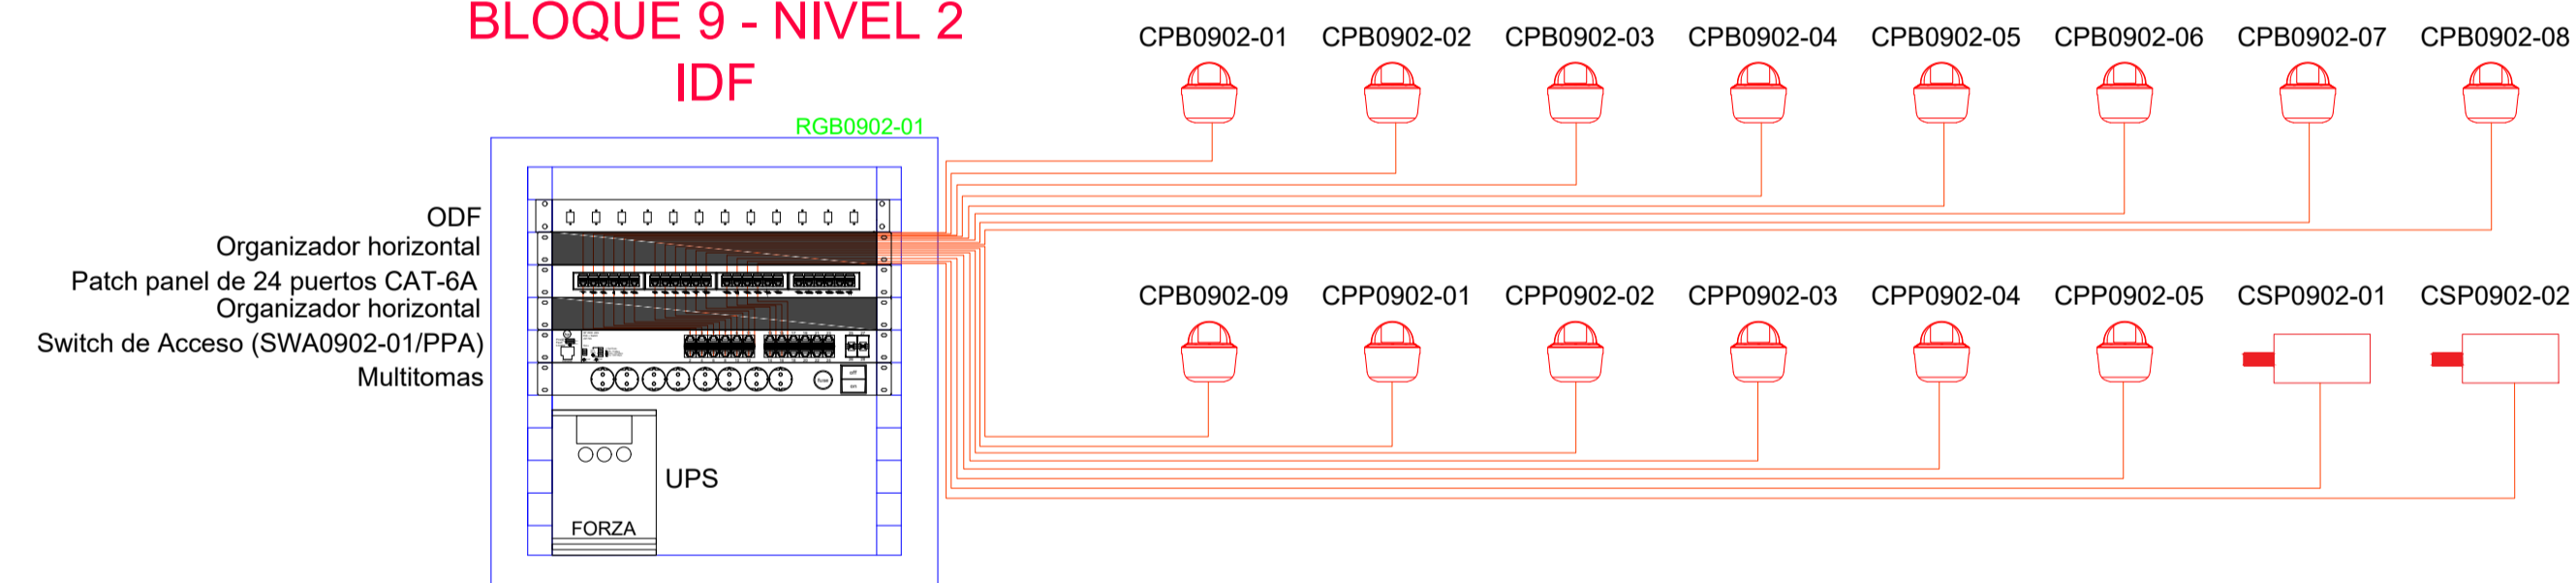 BLOQUE 9 - NIVEL 2
IDF
RGB0902-01
CPB0902-01 CPB0902-02 CPB0902-03 CPB0902-04 CPB0902-05 CPB0902-06 CPB0902-07 CPB0902-08
ODF
Organizador horizontal
Patch panel de 24 puertos CAT-6A
Organizador horizontal
Switch de Acceso (SWA0902-01/PPA)
Multitomas
CPB0902-09 CPP0902-01 CPP0902-02 CPP0902-03 CPP0902-04 CPP0902-05 CSP0902-01 CSP0902-02
off
on
UPS
FORZA